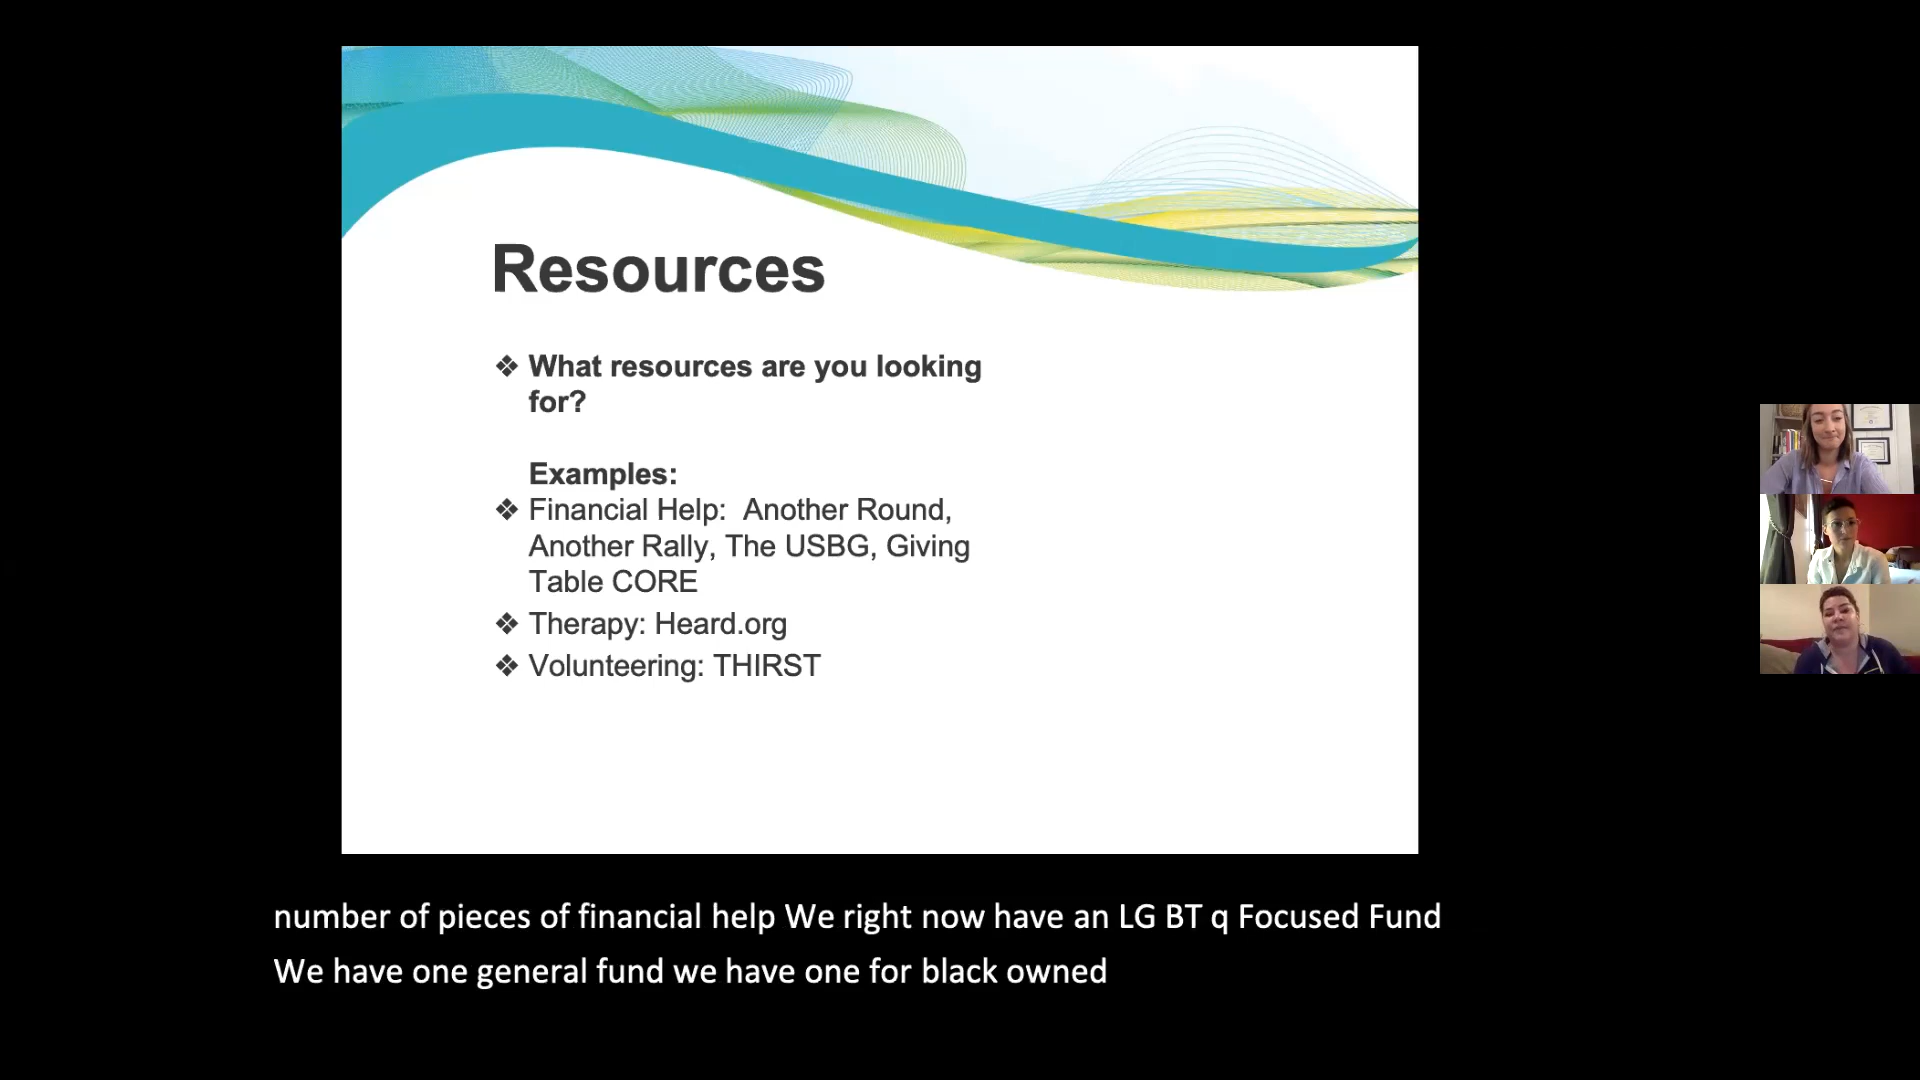 Resources
❖ What resources are you looking
for?
Examples:
❖ Financial Help:  Another Round,
Another Rally, The USBG, Giving
Table CORE
❖ Therapy: Heard.org
❖ Volunteering: THIRST
number of pieces of financial help We right now have an LG BT q Focused Fund
We have one general fund we have one for black owned